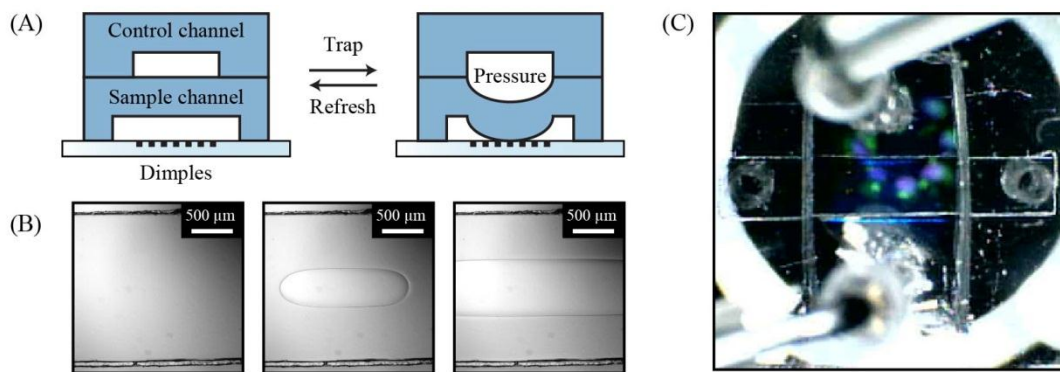 (A)
Control channel
Sample channel
Dimples
Trap
Refresh
Pressure
(B)
500 µm
500 µm
500 µm
(C)